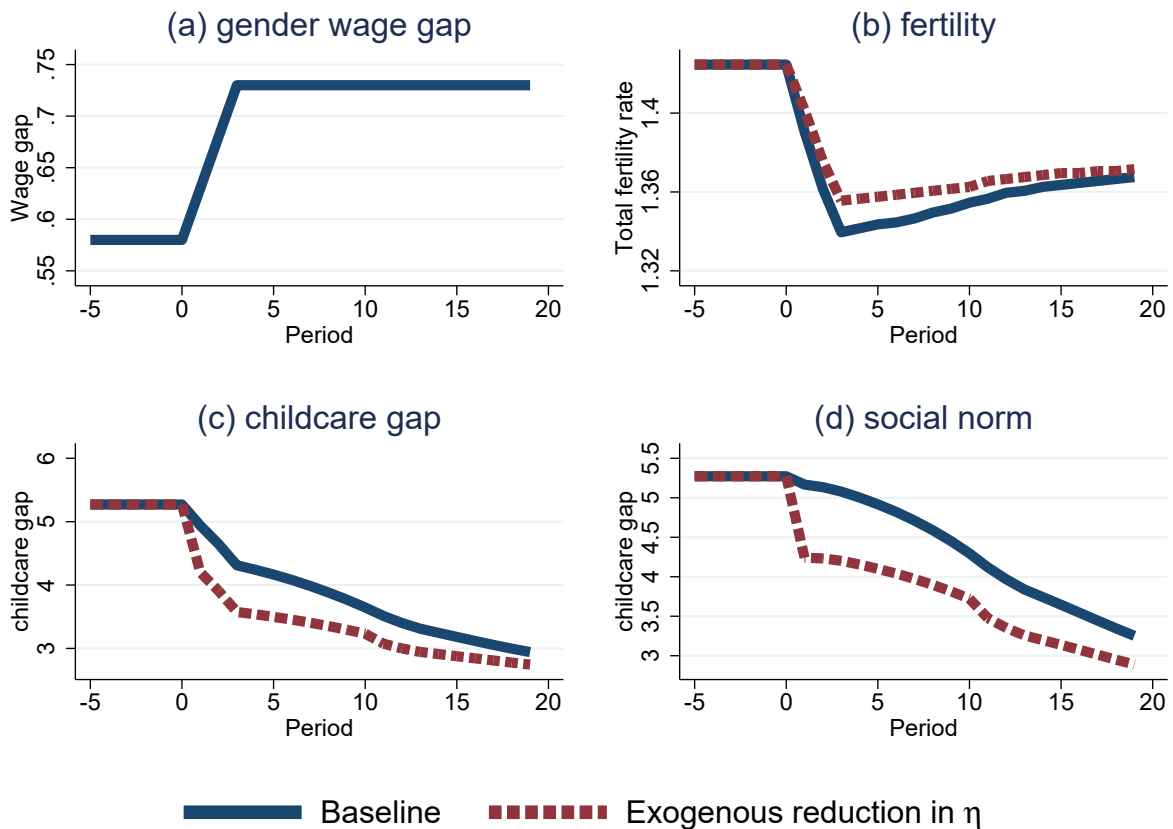 (a) gender wage gap
Wage gap
.75
.7
.65
.6
.55
-5 0 5 10 15 20
Period
(b) fertility
Total fertility rate
1.4
1.36
1.32
-5 0 5 10 15 20
Period
(c) childcare gap
childcare gap
6
5
4
3
-5 0 5 10 15 20
Period
(d) social norm
childcare gap
5.5
5
4.5
4
3.5
3
-5 0 5 10 15 20
Period
Baseline Exogenous reduction in η